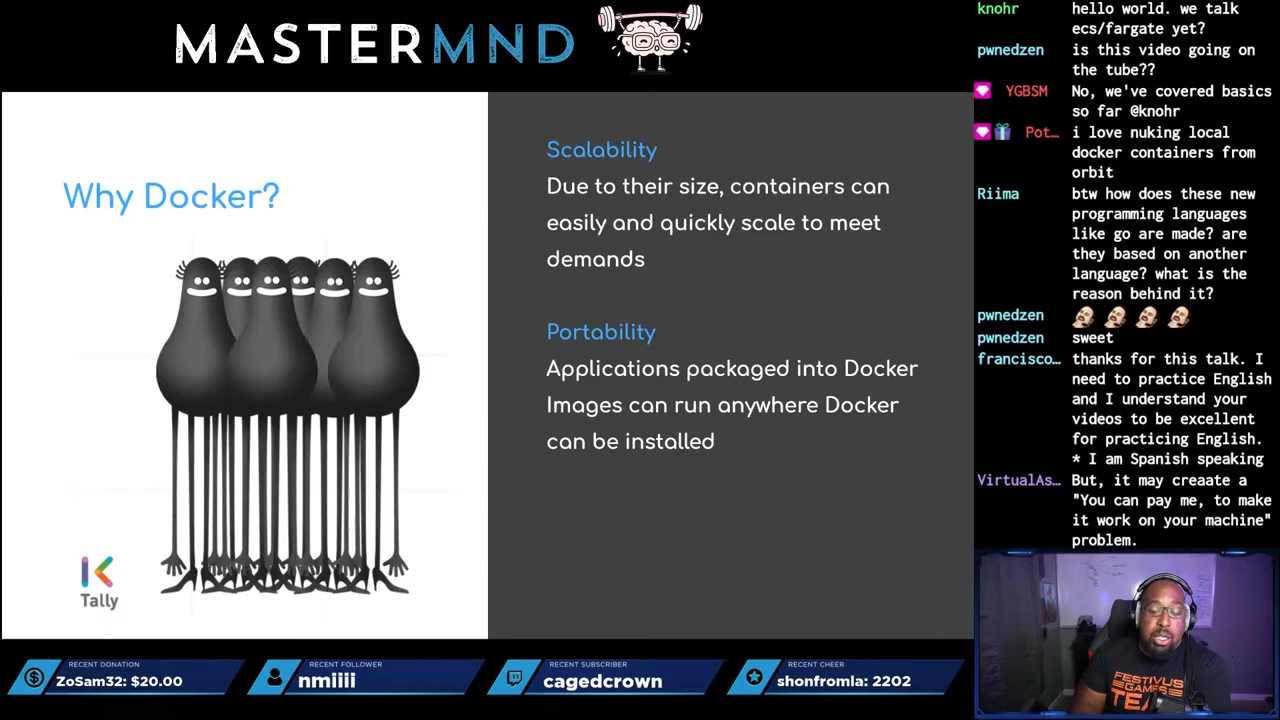 MASTERMND
Why Docker?
Tally
Scalability
Due to their size, containers can
easily and quickly scale to meet
demands
Portability
Applications packaged into Docker
Images can run anywhere Docker
can be installed
knohr hello world. we talk
ecs/fargate yet?
pwnedzen is this video going on
the tube??
YGBSM No, we've covered basics
so far @knohr
Pot… i love nuking local
docker containers from
orbit
Riima btw how does these new
programming languages
like go are made? are
they based on another
language? what is the
reason behind it?
pwnedzen
pwnedzen sweet
francisco… thanks for this talk. I
need to practice English
and I understand your
videos to be excellent
for practicing English.
* I am Spanish speaking
VirtualAs… But, it may creaate a
"You can pay me, to make
it work on your machine"
problem.
FESTIVUS
GAMES
TEA
RECENT DONATION
ZoSam32: $20.00
RECENT FOLLOWER
nmiiii
RECENT SUBSCRIBER
cagedcrown
RECENT CHEER
shonfromla: 2202